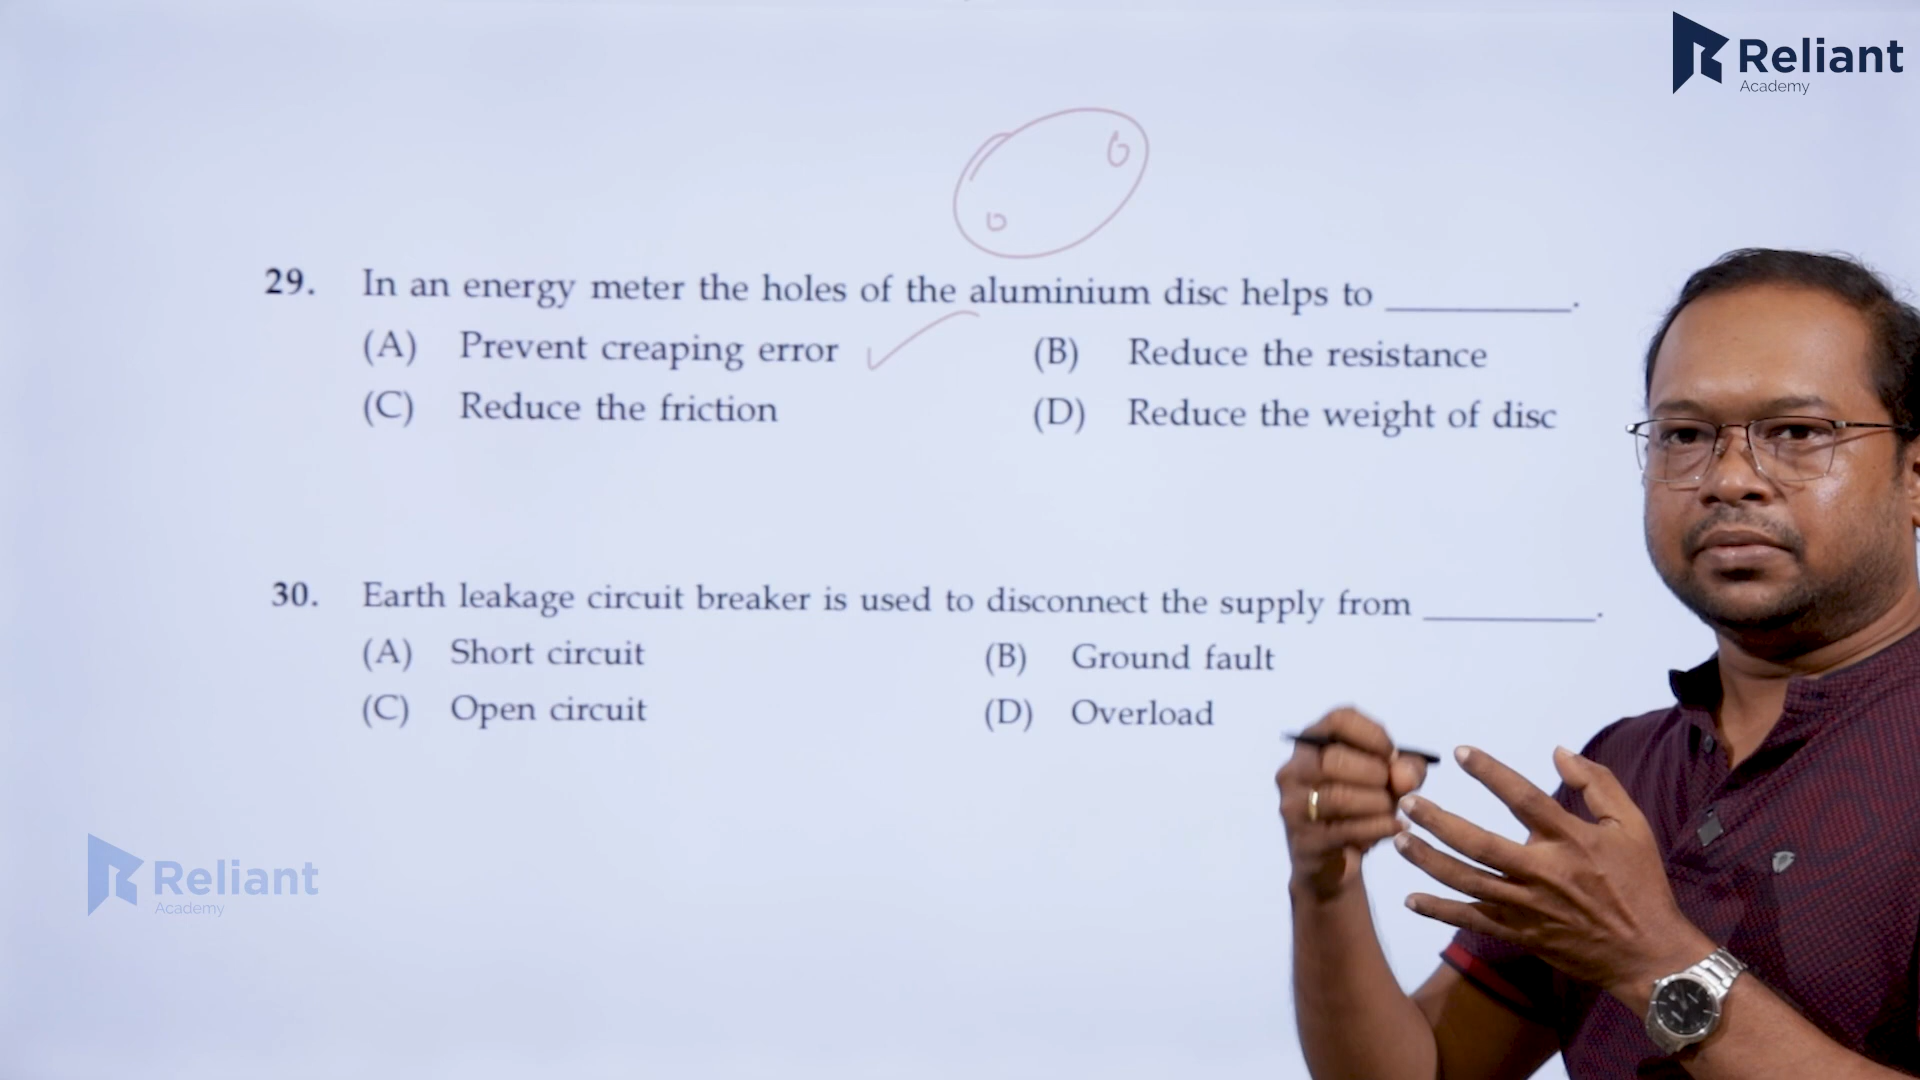 Reliant
Academy
29. In an energy meter the holes of the aluminium disc helps to __________.
(A) Prevent creaping error (B) Reduce the resistance
(C) Reduce the friction (D) Reduce the weight of disc
30. Earth leakage circuit breaker is used to disconnect the supply from __________.
(A) Short circuit (B) Ground fault
(C) Open circuit (D) Overload
Reliant
Academy